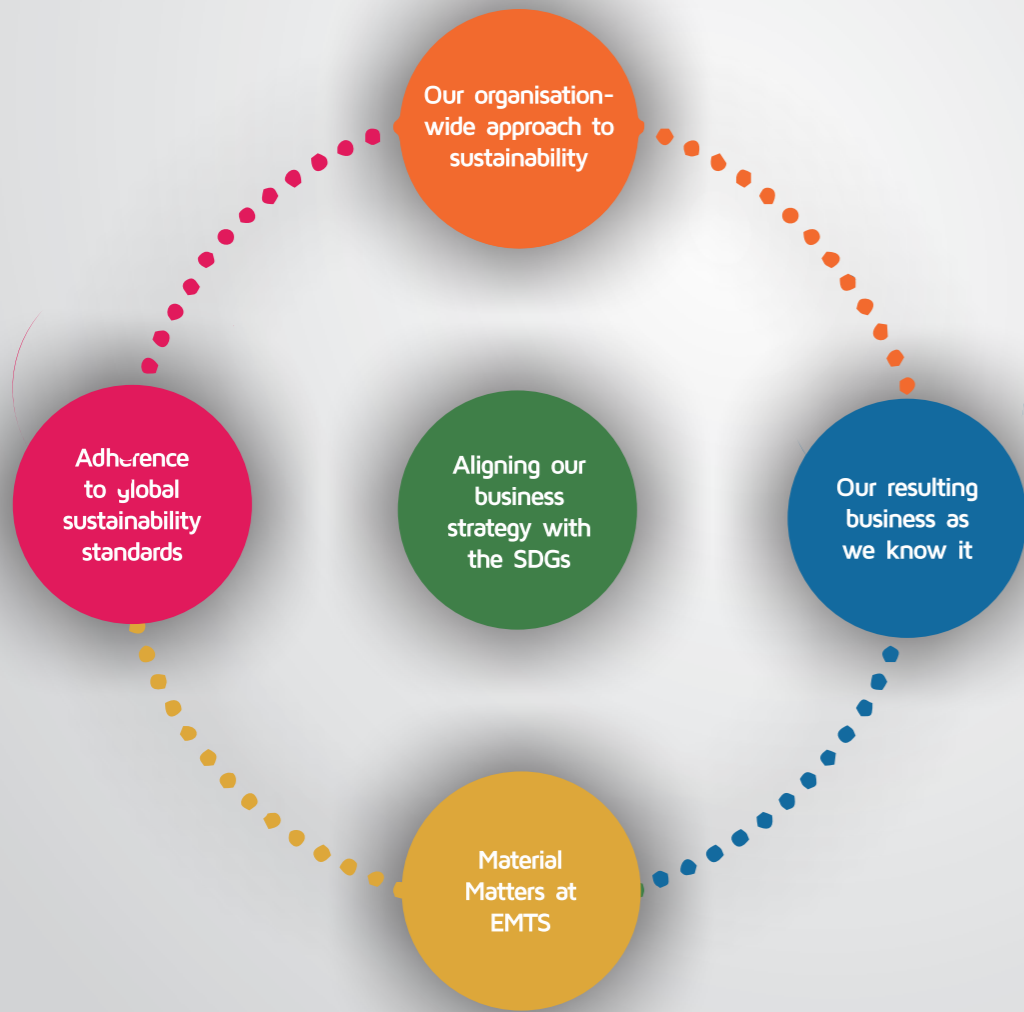 Our organisation-
wide approach to
sustainability
Adherence
to global
sustainability
standards
Aligning our
business
strategy with
the SDGs
Our resulting
business as
we know it
Material
Matters at
EMTS